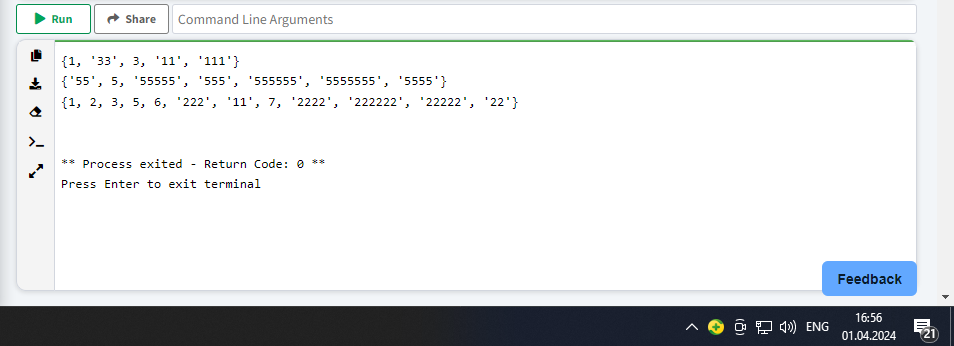 Run
Share
Command Line Arguments
{1, '33', 3, '11', '111'}
{'55', 5, '55555', '555', '555555', '5555555', '5555'}
{1, 2, 3, 5, 6, '222', '11', 7, '2222', '222222', '22222', '22'}
** Process exited - Return Code: 0 **
Press Enter to exit terminal
Feedback
ENG
16:56
01.04.2024
21